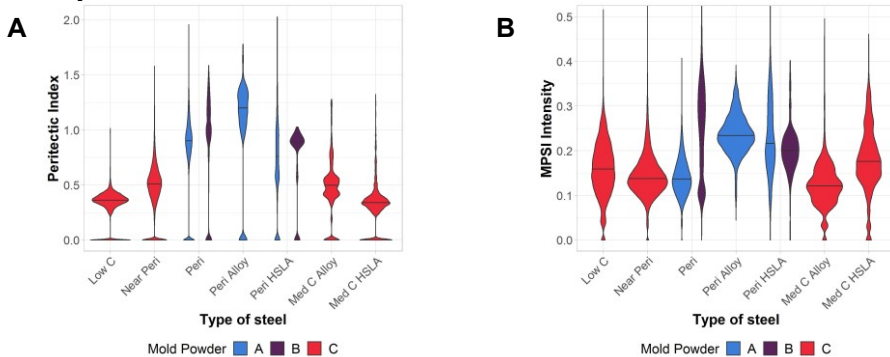 A
B
Peritectic Index
2.0
1.5
1.0
0.5
0.0
Low C
Near Peri
Peri
Peri Alloy
Peri HSLA
Med C Alloy
Med C HSLA
Type of steel
Mold Powder A B C
MPSI Intensity
0.5
0.4
0.3
0.2
0.1
0.0
Low C
Near Peri
Peri
Peri Alloy
Peri HSLA
Med C Alloy
Med C HSLA
Type of steel
Mold Powder A B C